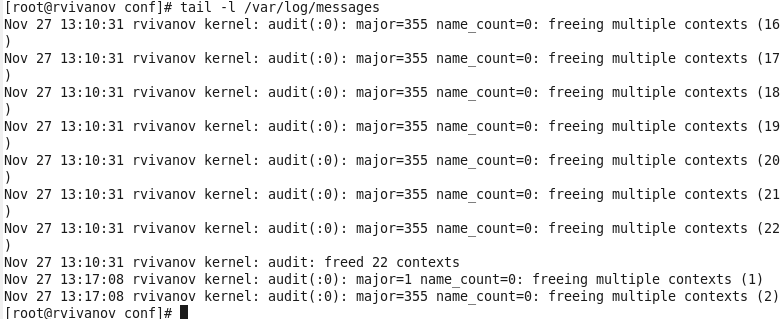 [root@rvivanov conf]# tail -l /var/log/messages
Nov 27 13:10:31 rvivanov kernel: audit(:0): major=355 name_count=0: freeing multiple contexts (16
)
Nov 27 13:10:31 rvivanov kernel: audit(:0): major=355 name_count=0: freeing multiple contexts (17
)
Nov 27 13:10:31 rvivanov kernel: audit(:0): major=355 name_count=0: freeing multiple contexts (18
)
Nov 27 13:10:31 rvivanov kernel: audit(:0): major=355 name_count=0: freeing multiple contexts (19
)
Nov 27 13:10:31 rvivanov kernel: audit(:0): major=355 name_count=0: freeing multiple contexts (20
)
Nov 27 13:10:31 rvivanov kernel: audit(:0): major=355 name_count=0: freeing multiple contexts (21
)
Nov 27 13:10:31 rvivanov kernel: audit(:0): major=355 name_count=0: freeing multiple contexts (22
)
Nov 27 13:10:31 rvivanov kernel: audit: freed 22 contexts
Nov 27 13:17:08 rvivanov kernel: audit(:0): major=1 name_count=0: freeing multiple contexts (1)
Nov 27 13:17:08 rvivanov kernel: audit(:0): major=355 name_count=0: freeing multiple contexts (2)
[root@rvivanov conf]#